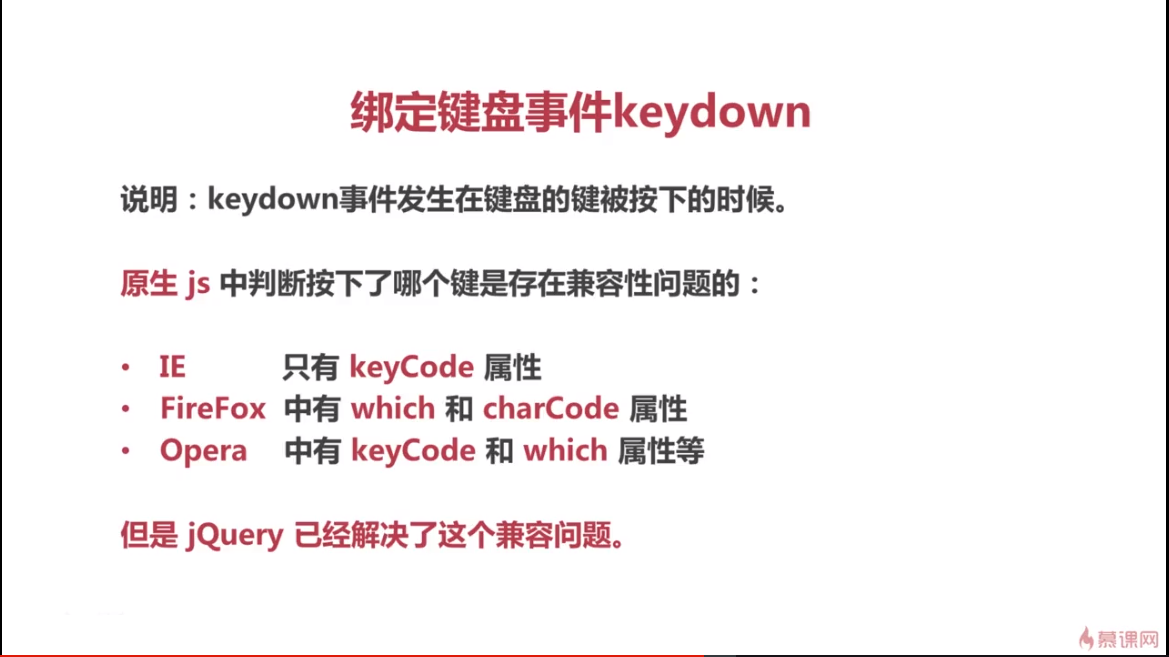 绑定键盘事件keydown
说明：keydown事件发生在键盘的键被按下的时候。
原生 js 中判断按下了哪个键是存在兼容性问题的：
• IE 只有 keyCode 属性
• FireFox 中有 which 和 charCode 属性
• Opera 中有 keyCode 和 which 属性等
但是 jQuery 已经解决了这个兼容问题。
慕课网